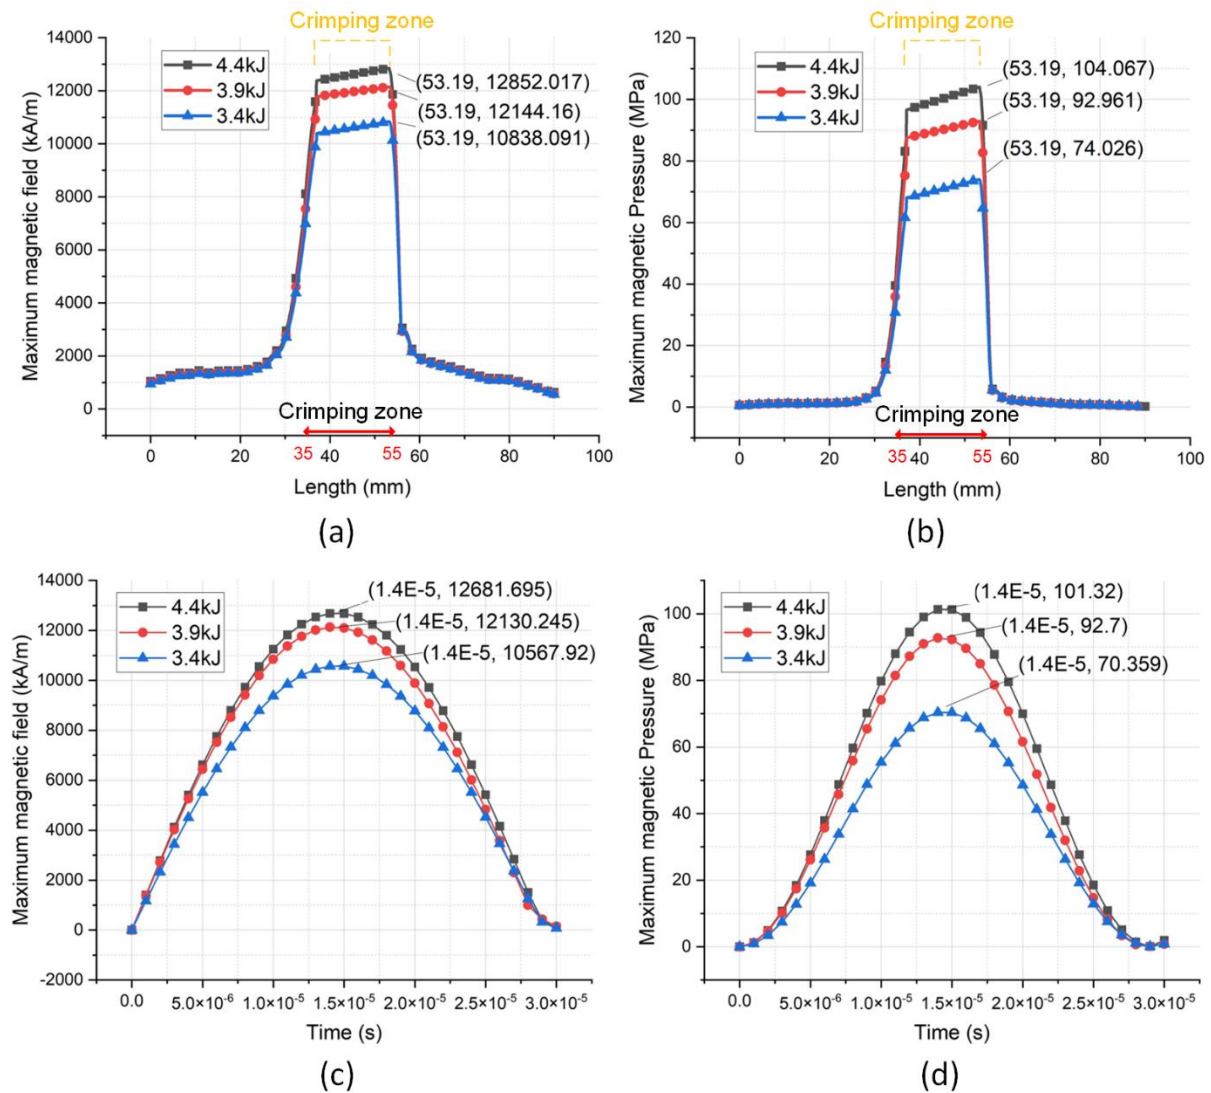 Crimping zone
14000
12000
10000
8000
6000
4000
2000
0
Maximum magnetic field (kA/m)
4.4kJ
3.9kJ
3.4kJ
(53.19, 12852.017)
(53.19, 12144.16)
(53.19, 10838.091)
Crimping zone
0 20 35 40 55 60 80 100
Length (mm)
(a)
Crimping zone
120
100
80
60
40
20
0
Maximum magnetic Pressure (MPa)
4.4kJ
3.9kJ
3.4kJ
(53.19, 104.067)
(53.19, 92.961)
(53.19, 74.026)
Crimping zone
0 20 35 40 55 60 80 100
Length (mm)
(b)
14000
12000
10000
8000
6000
4000
2000
0
-2000
Maximum magnetic field (kA/m)
4.4kJ
3.9kJ
3.4kJ
(1.4E-5, 12681.695)
(1.4E-5, 12130.245)
(1.4E-5, 10567.92)
0.0 5.0×10⁻⁶ 1.0×10⁻⁵ 1.5×10⁻⁵ 2.0×10⁻⁵ 2.5×10⁻⁵ 3.0×10⁻⁵
Time (s)
(c)
100
80
60
40
20
0
Maximum magnetic Pressure (MPa)
4.4kJ
3.9kJ
3.4kJ
(1.4E-5, 101.32)
(1.4E-5, 92.7)
(1.4E-5, 70.359)
0.0 5.0×10⁻⁶ 1.0×10⁻⁵ 1.5×10⁻⁵ 2.0×10⁻⁵ 2.5×10⁻⁵ 3.0×10⁻⁵
Time (s)
(d)